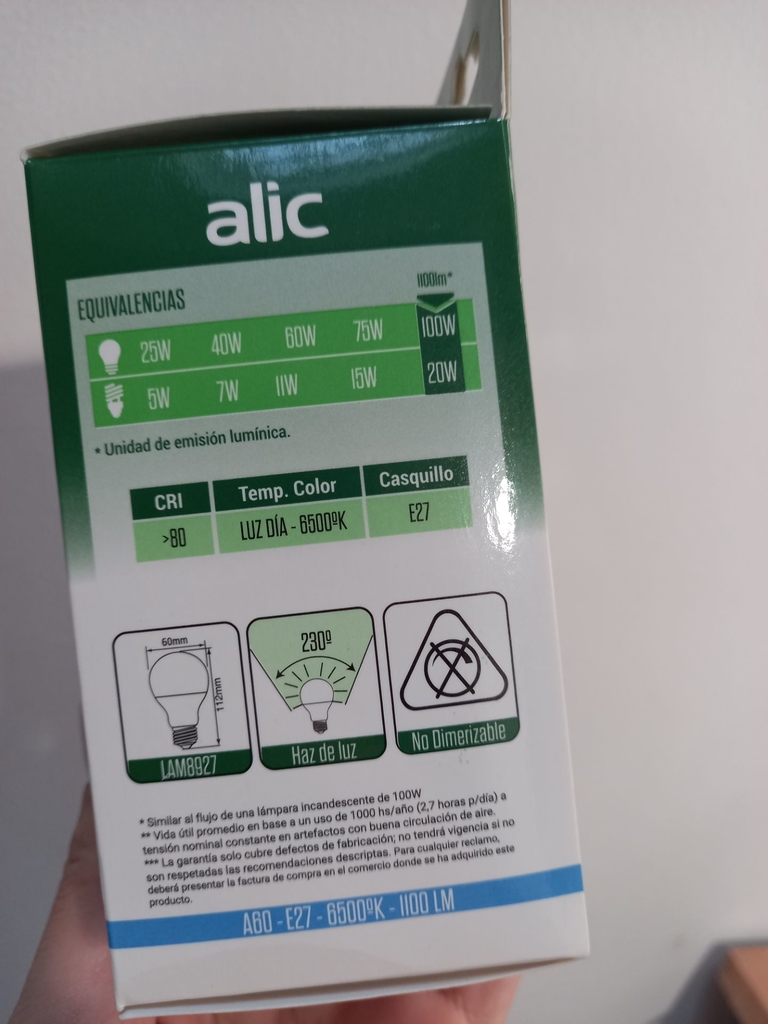 alic
1100lm*
EQUIVALENCIAS
25W 40W 60W 75W 100W
5W 7W 11W 15W 20W
* Unidad de emisión lumínica.
CRI Temp. Color Casquillo
>80 LUZ DÍA - 6500ºK E27
60mm
112mm
LAM8927
230º
Haz de luz
No Dimerizable
* Similar al flujo de una lámpara incandescente de 100W
** Vida útil promedio en base a un uso de 1000 hs/año (2,7 horas p/día) a
tensión nominal constante en artefactos con buena circulación de aire.
*** La garantía solo cubre defectos de fabricación; no tendrá vigencia si no
son respetadas las recomendaciones descriptas. Para cualquier reclamo,
deberá presentar la factura de compra en el comercio donde se ha adquirido este
producto.
A60 - E27 - 6500ºK - 1100 LM